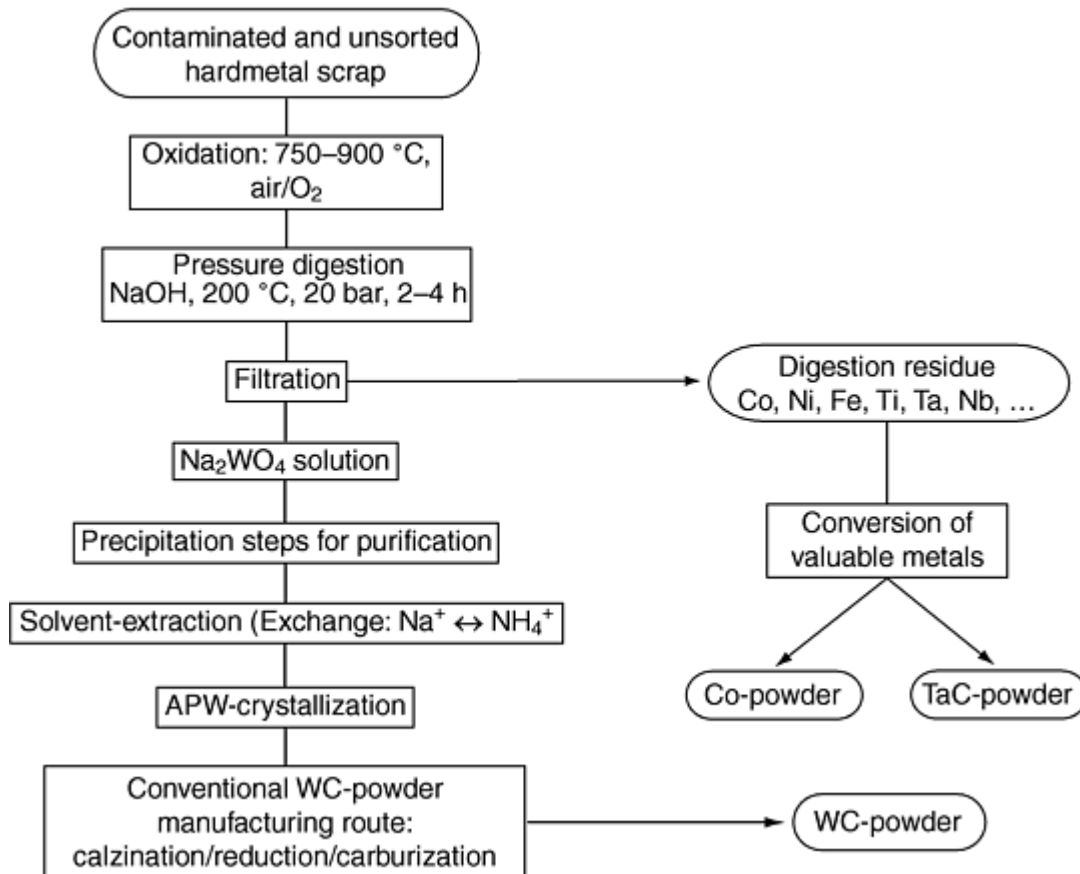 Contaminated and unsorted
hardmetal scrap
Oxidation: 750–900 °C,
air/O₂
Pressure digestion
NaOH, 200 °C, 20 bar, 2–4 h
Filtration
Digestion residue
Co, Ni, Fe, Ti, Ta, Nb, ...
Na₂WO₄ solution
Conversion of
valuable metals
Precipitation steps for purification
Solvent-extraction (Exchange: Na⁺ ↔ NH₄⁺
Co-powder
TaC-powder
APW-crystallization
Conventional WC-powder
manufacturing route:
calzination/reduction/carburization
WC-powder